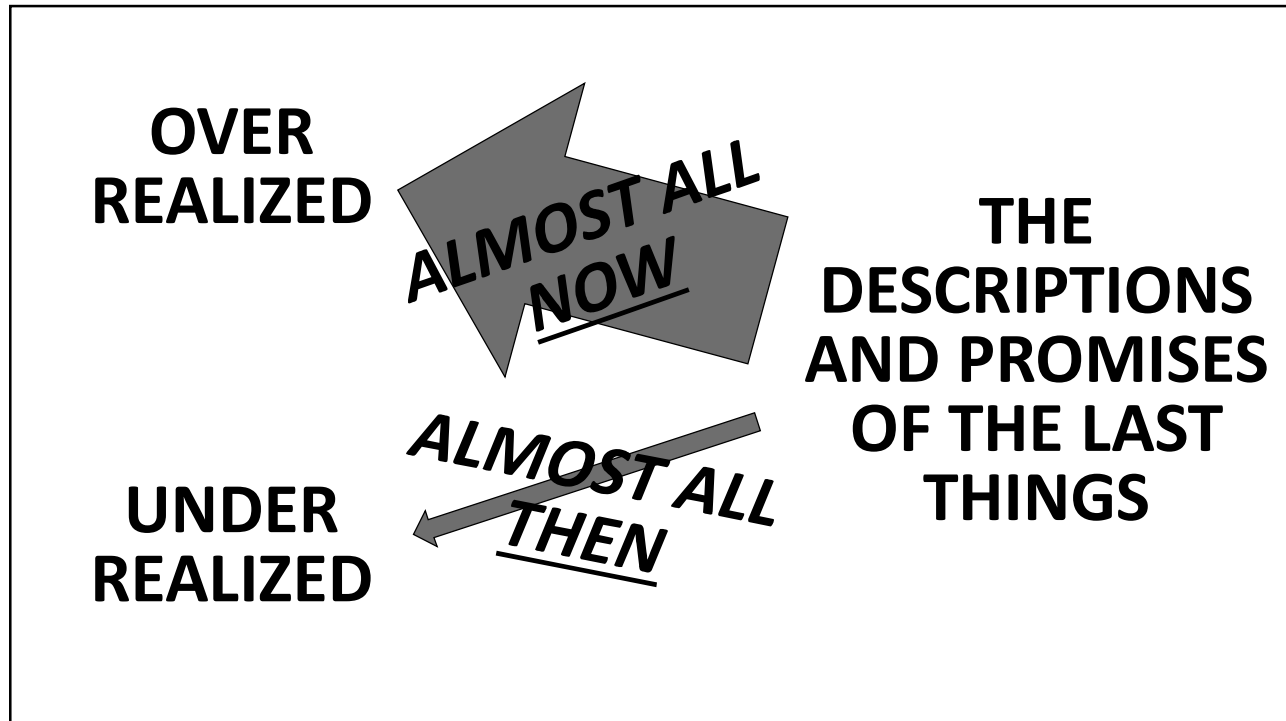 OVER
REALIZED
ALMOST ALL
NOW
UNDER
REALIZED
ALMOST ALL
THEN
THE
DESCRIPTIONS
AND PROMISES
OF THE LAST
THINGS